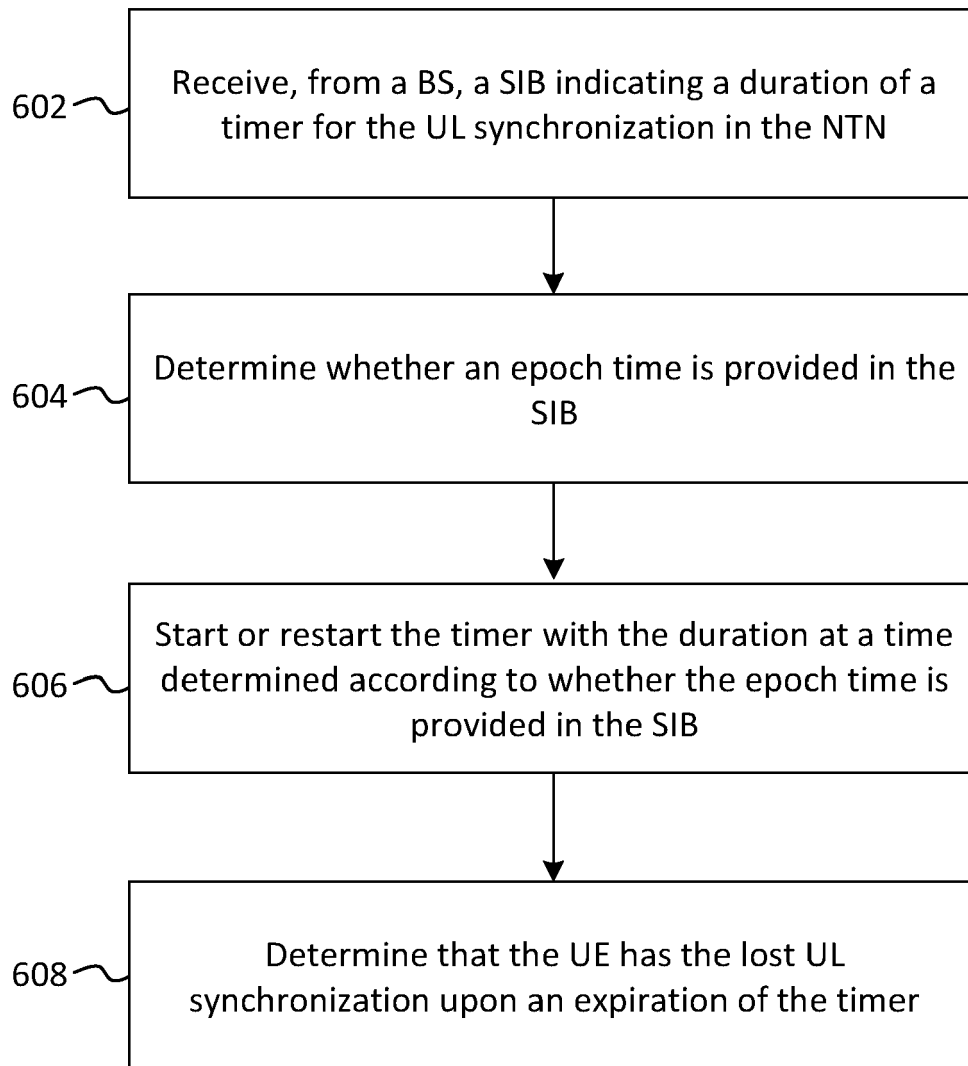 602
Receive, from a BS, a SIB indicating a duration of a
timer for the UL synchronization in the NTN
604
Determine whether an epoch time is provided in the
SIB
606
Start or restart the timer with the duration at a time
determined according to whether the epoch time is
provided in the SIB
608
Determine that the UE has the lost UL
synchronization upon an expiration of the timer